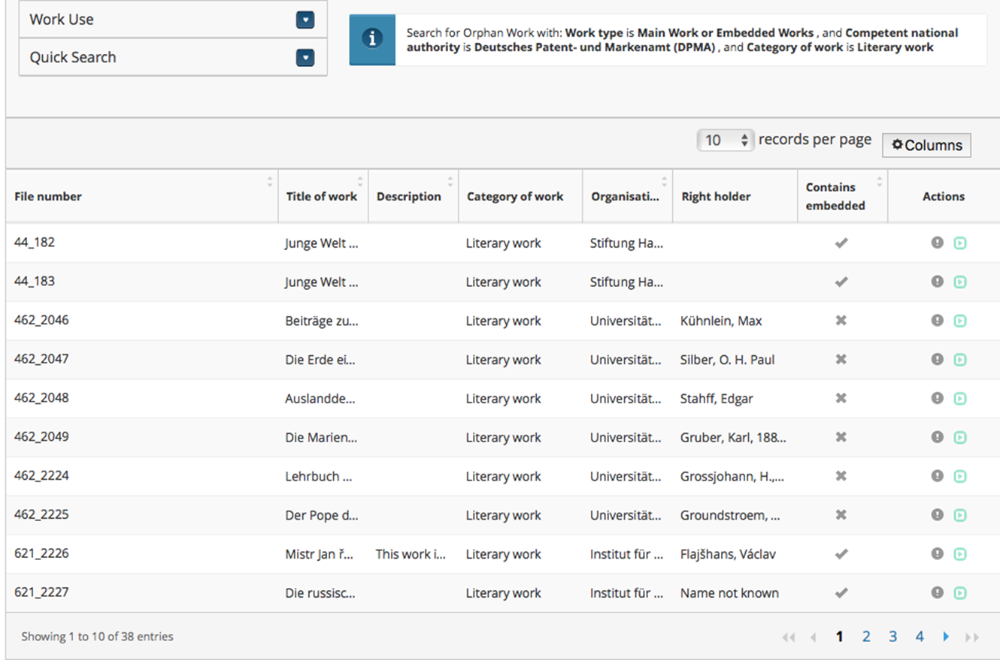 Work Use
Quick Search
Search for Orphan Work with: Work type is Main Work or Embedded Works , and Competent national
authority is Deutsches Patent- und Markenamt (DPMA) , and Category of work is Literary work
10 records per page Columns
File number Title of work Description Category of work Organisati... Right holder Contains embedded Actions
44_182 Junge Welt ... Literary work Stiftung Ha...
44_183 Junge Welt ... Literary work Stiftung Ha...
462_2046 Beiträge zu... Literary work Universität... Kühnlein, Max
462_2047 Die Erde ei... Literary work Universität... Silber, O. H. Paul
462_2048 Auslandde... Literary work Universität... Stahff, Edgar
462_2049 Die Marien... Literary work Universität... Gruber, Karl, 188...
462_2224 Lehrbuch ... Literary work Universität... Grossjohann, H.,...
462_2225 Der Pope d... Literary work Universität... Groundstroem, ...
621_2226 Mistr Jan ř... This work i... Literary work Institut für ... Flajšhans, Václav
621_2227 Die russisc... Literary work Institut für ... Name not known
Showing 1 to 10 of 38 entries 1 2 3 4